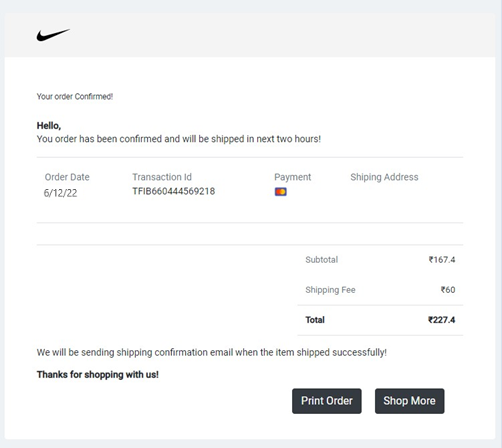 Your order Confirmed!
Hello,
You order has been confirmed and will be shipped in next two hours!
Order Date Transaction Id Payment Shiping Address
6/12/22 TFIB660444569218
Subtotal ₹167.4
Shipping Fee ₹60
Total ₹227.4
We will be sending shipping confirmation email when the item shipped successfully!
Thanks for shopping with us!
Print Order Shop More